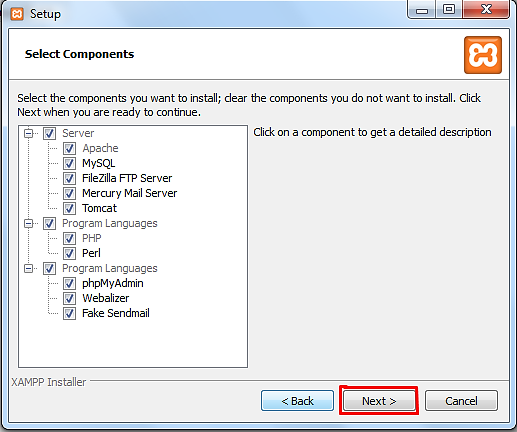 Setup
Select Components
Select the components you want to install; clear the components you do not want to install. Click
Next when you are ready to continue.
Server
Apache
MySQL
FileZilla FTP Server
Mercury Mail Server
Tomcat
Program Languages
PHP
Perl
Program Languages
phpMyAdmin
Webalizer
Fake Sendmail
Click on a component to get a detailed description
XAMPP Installer
< Back
Next >
Cancel